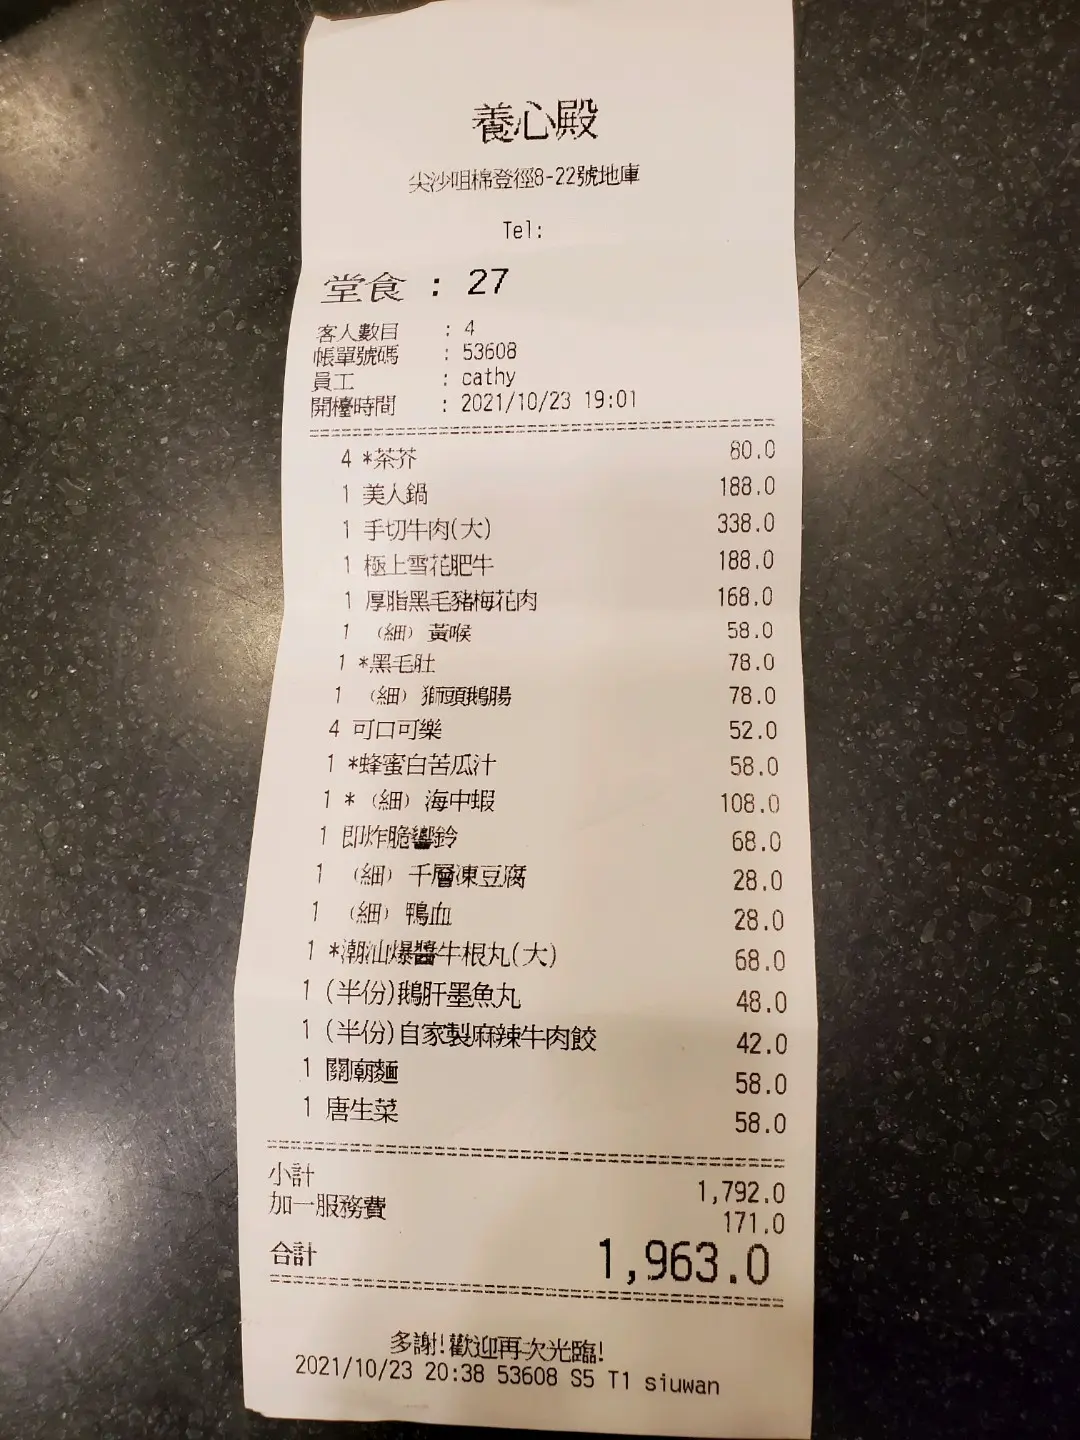 養心殿
尖沙咀棉登徑8-22號地庫
Tel:
堂食 : 27
客人數目 : 4
帳單號碼 : 53608
員工 : cathy
開檯時間 : 2021/10/23 19:01
4 *茶芥 80.0
1 美人鍋 188.0
1 手切牛肉(大) 338.0
1 極上雪花肥牛 188.0
1 厚脂黑毛豬梅花肉 168.0
1 (細) 黃喉 58.0
1 *黑毛肚 78.0
1 (細) 獅頭鵝腸 78.0
4 可口可樂 52.0
1 *蜂蜜白苦瓜汁 58.0
1 * (細) 海中蝦 108.0
1 即炸脆響鈴 68.0
1 (細) 千層凍豆腐 28.0
1 (細) 鴨血 28.0
1 *潮汕爆醬牛根丸(大) 68.0
1 (半份)鵝肝墨魚丸 48.0
1 (半份)自家製麻辣牛肉餃 42.0
1 關廟麵 58.0
1 唐生菜 58.0
小計 1,792.0
加一服務費 171.0
合計 1,963.0
多謝!歡迎再次光臨!
2021/10/23 20:38 53608 S5 T1 siuwan